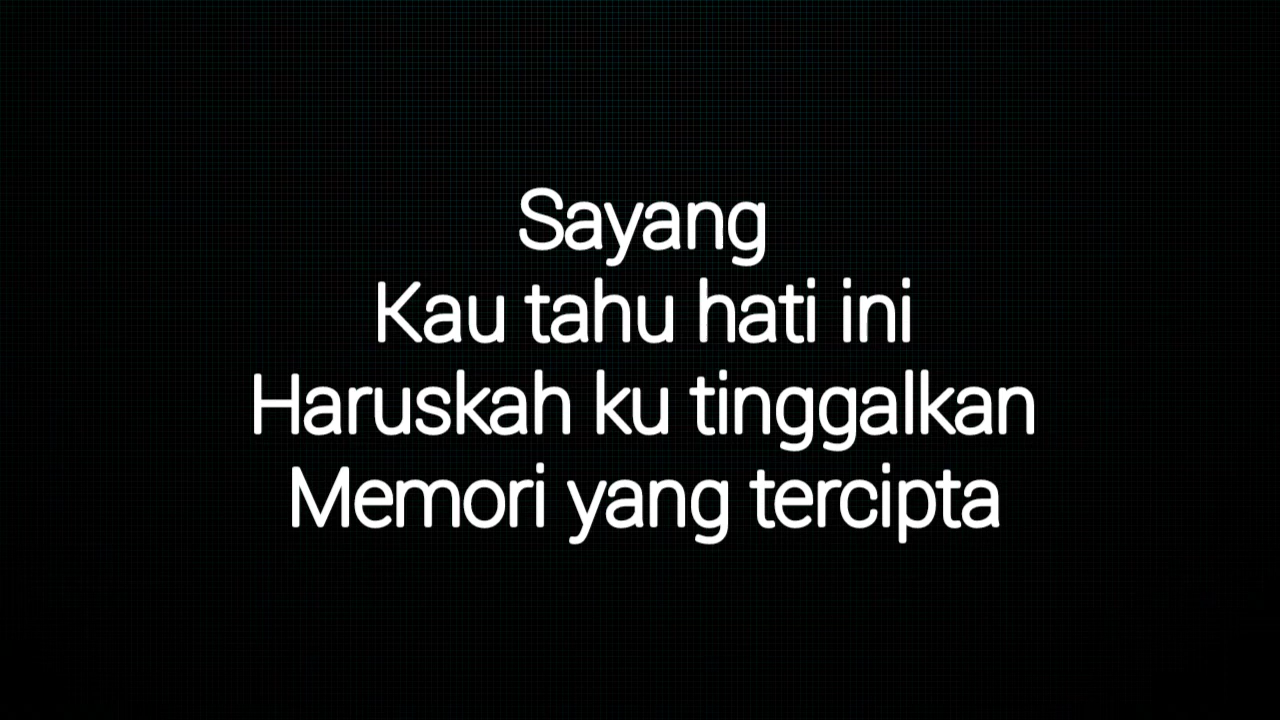 Sayang
Kau tahu hati ini
Haruskah ku tinggalkan
Memori yang tercipta